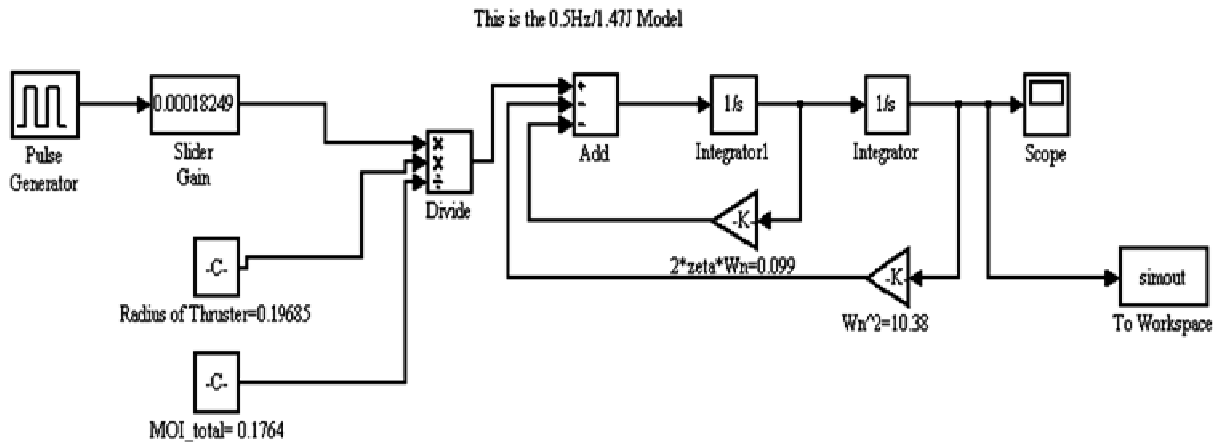 This is the 0.5Hz/1.47J Model
0.00018249
Pulse
Generator
Slider
Gain
×
×
÷
Divide
+
-
-
Add
1/s
Integrator1
1/s
Integrator
Scope
-K-
2*zeta*Wn=0.099
-K-
Wn^2=10.38
simout
To Workspace
-C-
Radius of Thruster=0.19685
-C-
MOI_total= 0.1764